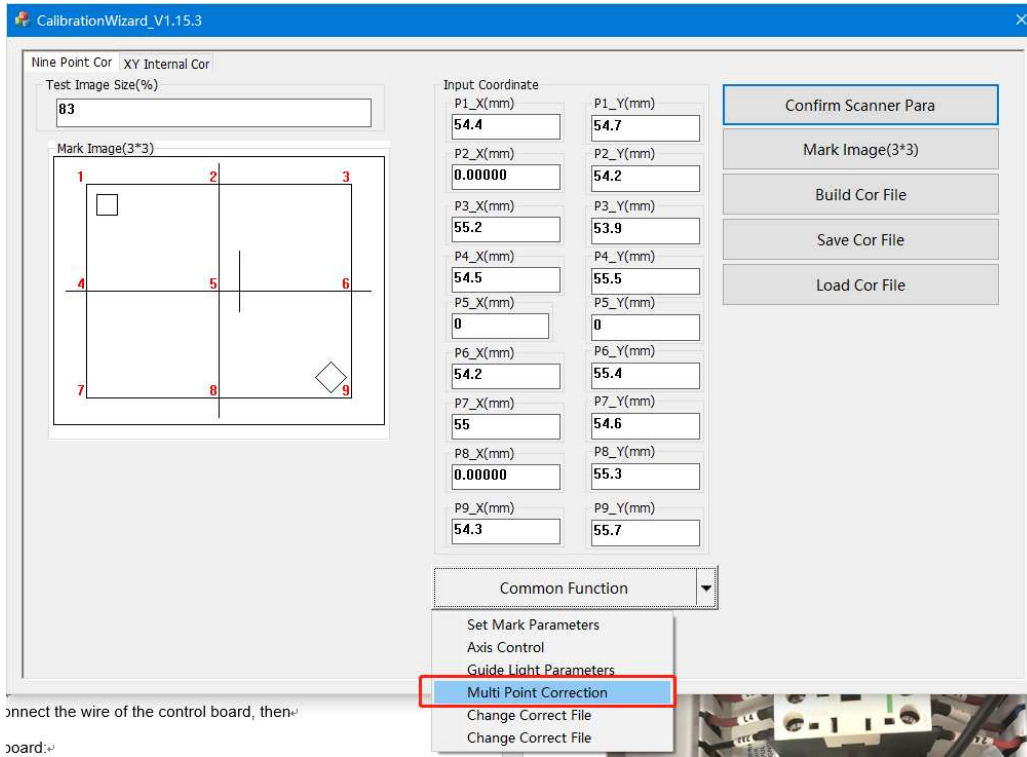 CalibrationWizard_V1.15.3
Nine Point Cor XY Internal Cor
Test Image Size(%)
83
Mark Image(3*3)
1 2 3
4 5 6
7 8 9
Input Coordinate
P1_X(mm) P1_Y(mm)
54.4 54.7
P2_X(mm) P2_Y(mm)
0.00000 54.2
P3_X(mm) P3_Y(mm)
55.2 53.9
P4_X(mm) P4_Y(mm)
54.5 55.5
P5_X(mm) P5_Y(mm)
0 0
P6_X(mm) P6_Y(mm)
54.2 55.4
P7_X(mm) P7_Y(mm)
55 54.6
P8_X(mm) P8_Y(mm)
0.00000 55.3
P9_X(mm) P9_Y(mm)
54.3 55.7
Confirm Scanner Para
Mark Image(3*3)
Build Cor File
Save Cor File
Load Cor File
Common Function
Set Mark Parameters
Axis Control
Guide Light Parameters
Multi Point Correction
Change Correct File
Change Correct File
the wire of the control board, then
L4
24